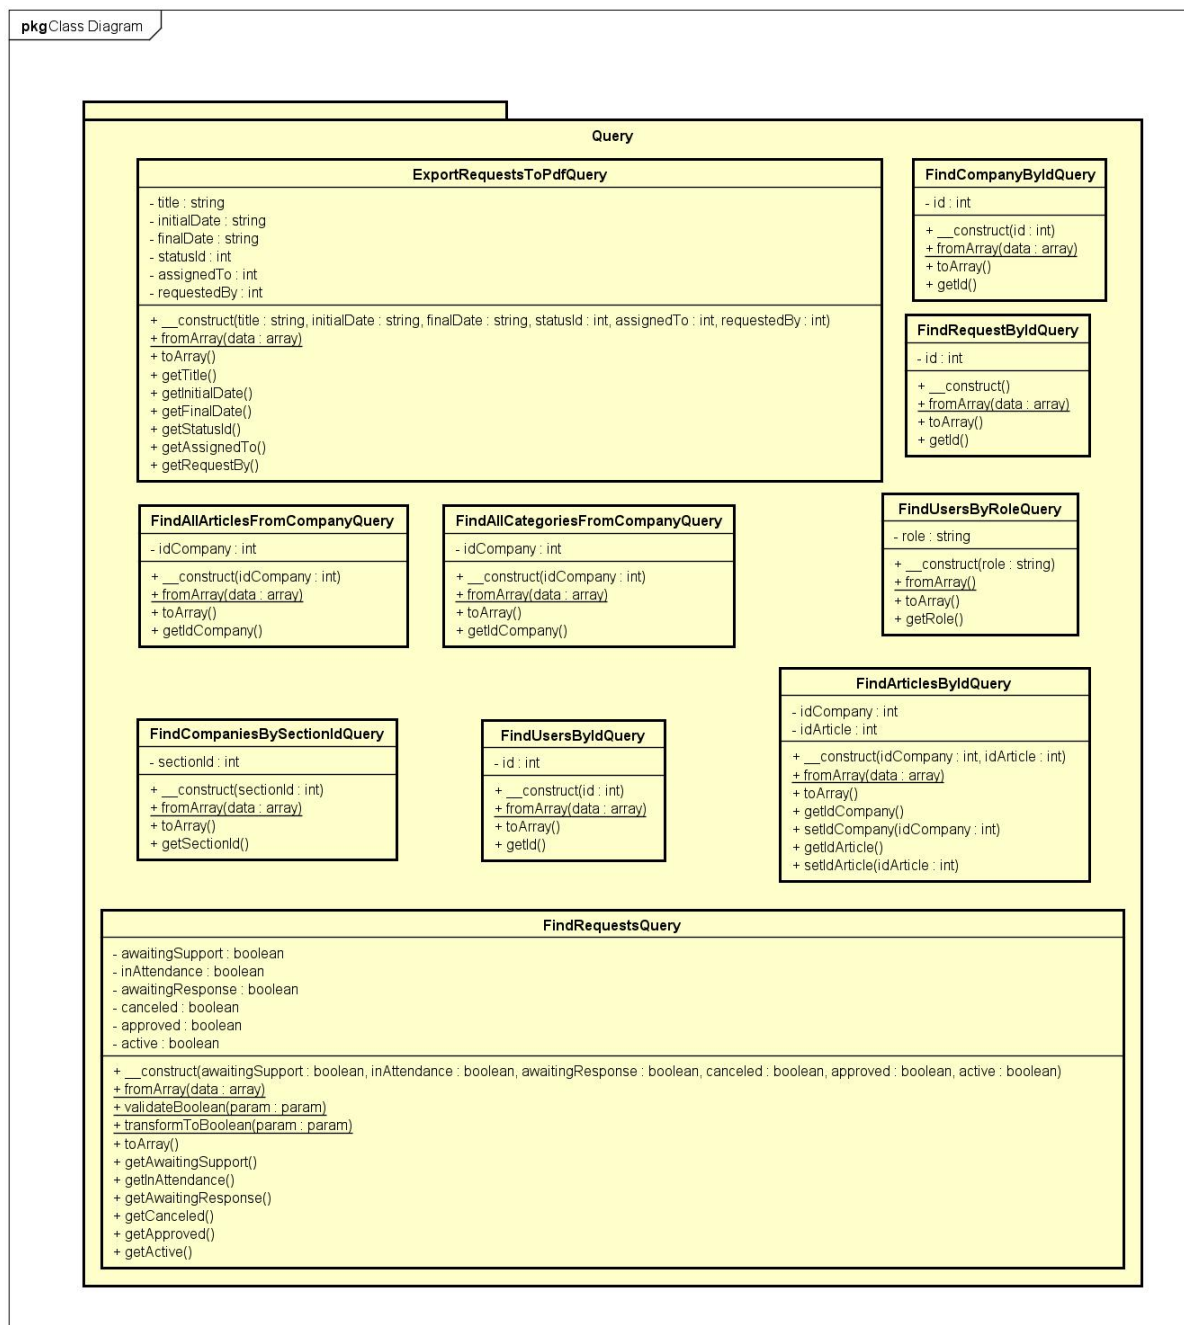 pkg Class Diagram
Query
ExportRequestsToPdfQuery
- title : string
- initialDate : string
- finalDate : string
- statusId : int
- assignedTo : int
- requestedBy : int
+ __construct(title : string, initialDate : string, finalDate : string, statusId : int, assignedTo : int, requestedBy : int)
+ fromArray(data : array)
+ toArray()
+ getTitle()
+ getInitialDate()
+ getFinalDate()
+ getStatusId()
+ getAssignedTo()
+ getRequestBy()
FindCompanyByIdQuery
- id : int
+ __construct(id : int)
+ fromArray(data : array)
+ toArray()
+ getId()
FindRequestByIdQuery
- id : int
+ __construct()
+ fromArray(data : array)
+ toArray()
+ getId()
FindAllArticlesFromCompanyQuery
- idCompany : int
+ __construct(idCompany : int)
+ fromArray(data : array)
+ toArray()
+ getIdCompany()
FindAllCategoriesFromCompanyQuery
- idCompany : int
+ __construct(idCompany : int)
+ fromArray(data : array)
+ toArray()
+ getIdCompany()
FindUsersByRoleQuery
- role : string
+ __construct(role : string)
+ fromArray()
+ toArray()
+ getRole()
FindCompaniesBySectionIdQuery
- sectionId : int
+ __construct(sectionId : int)
+ fromArray(data : array)
+ toArray()
+ getSectionId()
FindUsersByIdQuery
- id : int
+ __construct(id : int)
+ fromArray(data : array)
+ toArray()
+ getId()
FindArticlesByIdQuery
- idCompany : int
- idArticle : int
+ __construct(idCompany : int, idArticle : int)
+ fromArray(data : array)
+ toArray()
+ getIdCompany()
+ setIdCompany(idCompany : int)
+ getIdArticle()
+ setIdArticle(idArticle : int)
FindRequestsQuery
- awaitingSupport : boolean
- inAttendance : boolean
- awaitingResponse : boolean
- canceled : boolean
- approved : boolean
- active : boolean
+ __construct(awaitingSupport : boolean, inAttendance : boolean, awaitingResponse : boolean, canceled : boolean, approved : boolean, active : boolean)
+ fromArray(data : array)
+ validateBoolean(param : param)
+ transformToBoolean(param : param)
+ toArray()
+ getAwaitingSupport()
+ getInAttendance()
+ getAwaitingResponse()
+ getCanceled()
+ getApproved()
+ getActive()